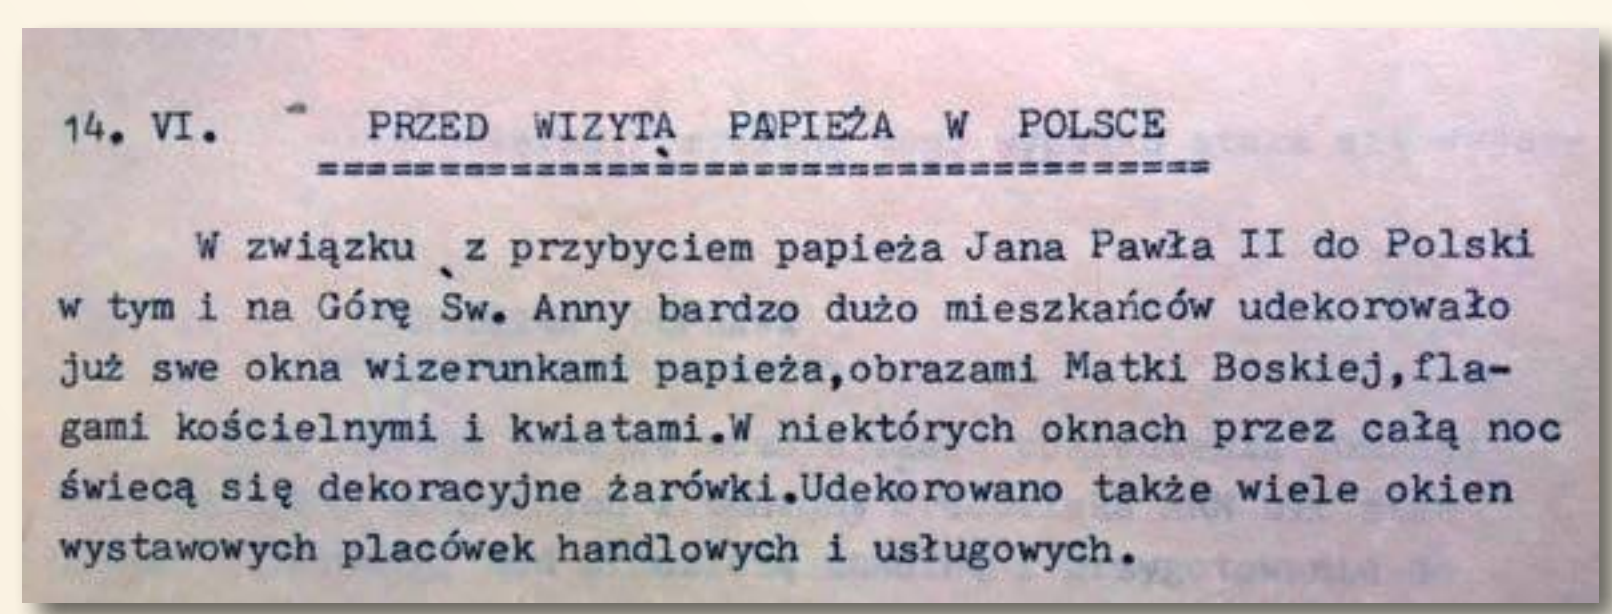 14. VI. PRZED WIZYTĄ PAPIEŻA W POLSCE
=====================================
W związku z przybyciem papieża Jana Pawła II do Polski
w tym i na Górę Św. Anny bardzo dużo mieszkańców udekorowało
już swe okna wizerunkami papieża,obrazami Matki Boskiej,fla-
gami kościelnymi i kwiatami.W niektórych oknach przez całą noc
świecą się dekoracyjne żarówki.Udekorowano także wiele okien
wystawowych placówek handlowych i usługowych.